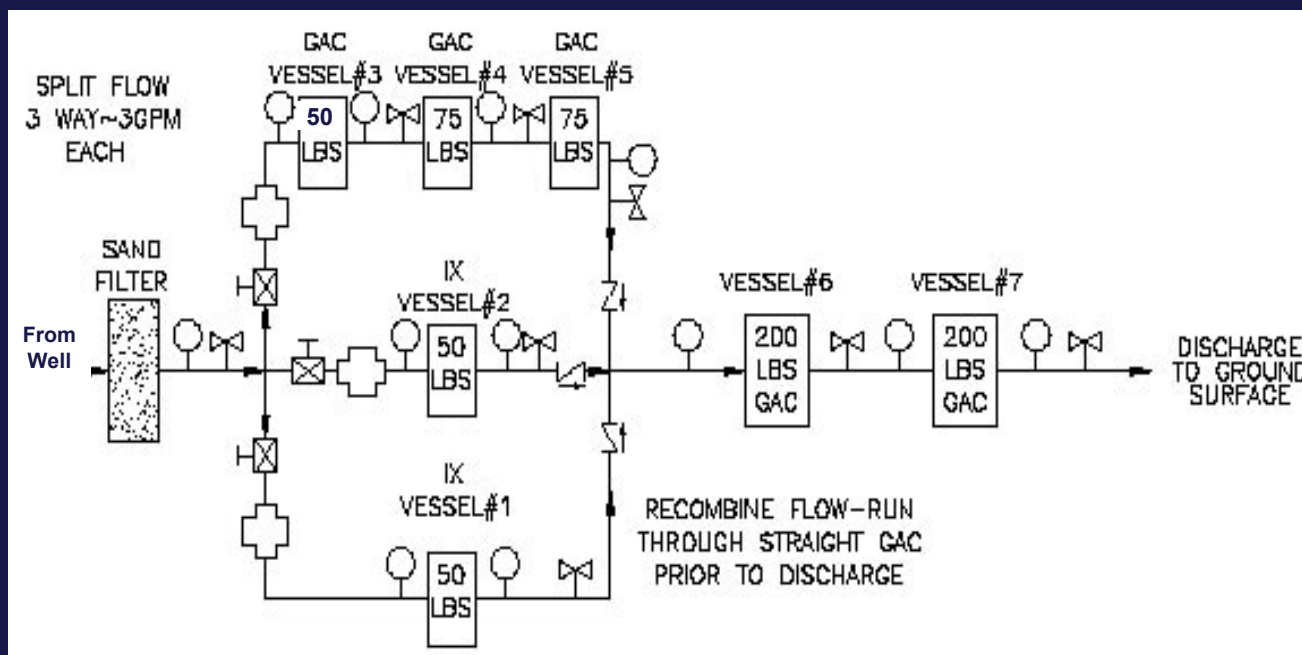 SPLIT FLOW
3 WAY~3GPM
EACH
GAC
VESSEL#3
50
LBS
GAC
VESSEL#4
75
LBS
GAC
VESSEL#5
75
LBS
SAND
FILTER
From
Well
IX
VESSEL#2
50
LBS
IX
VESSEL#1
50
LBS
VESSEL#6
200
LBS
GAC
VESSEL#7
200
LBS
GAC
DISCHARGE
TO GROUND
SURFACE
RECOMBINE FLOW-RUN
THROUGH STRAIGHT GAC
PRIOR TO DISCHARGE